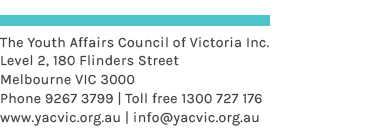 The Youth Affairs Council of Victoria Inc.
Level 2, 180 Flinders Street
Melbourne VIC 3000
Phone 9267 3799 | Toll free 1300 727 176
www.yacvic.org.au | info@yacvic.org.au